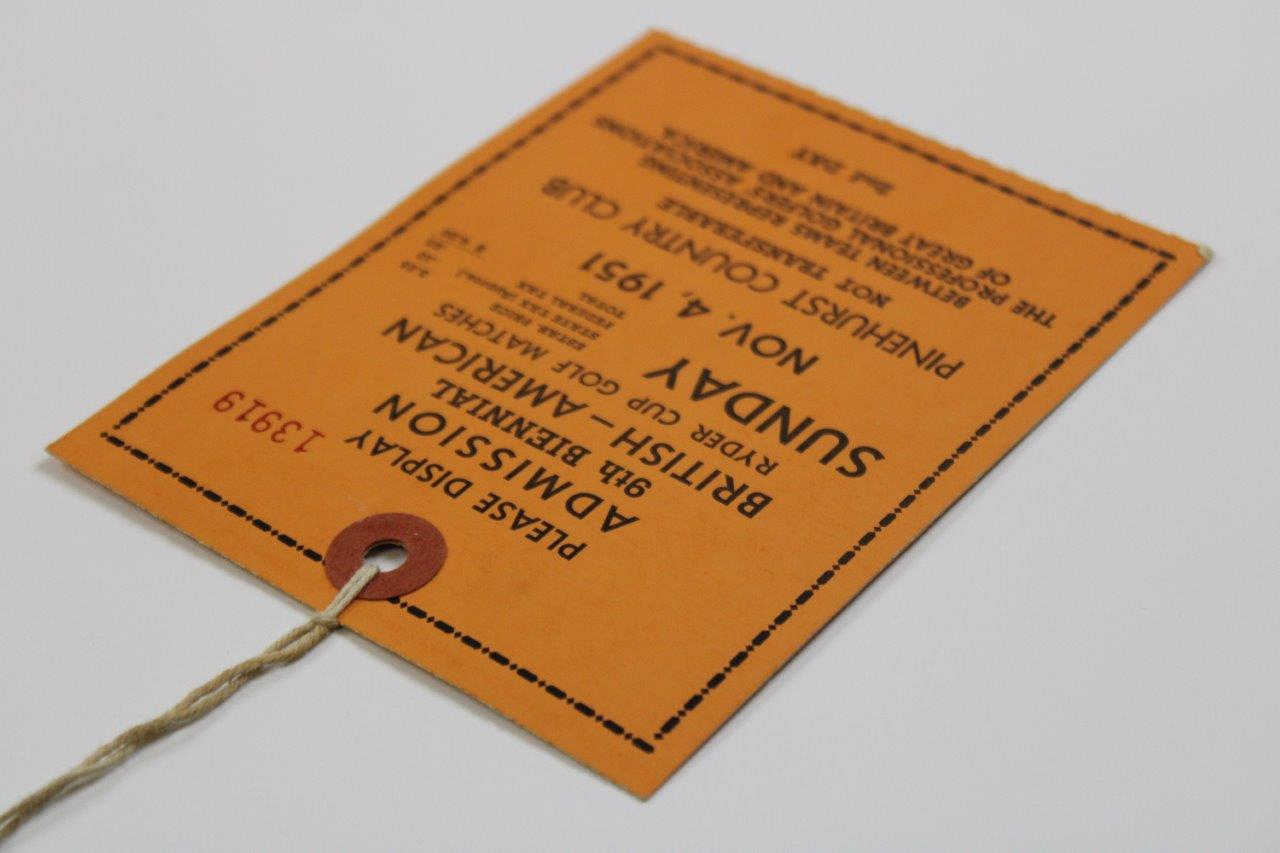 PLEASE DISPLAY
13919
ADMISSION
9th BIENNIAL
BRITISH — AMERICAN
RYDER CUP GOLF MATCHES
SUNDAY
ESTAB. PRICE
STATE TAX (Approx.)
FEDERAL TAX
TOTAL
NOV. 4, 1951
PINEHURST COUNTRY CLUB
NOT TRANSFERABLE
BETWEEN TEAMS REPRESENTING
THE PROFESSIONAL GOLFERS' ASSOCIATIONS
OF GREAT BRITAIN AND AMERICA.
2nd DAY